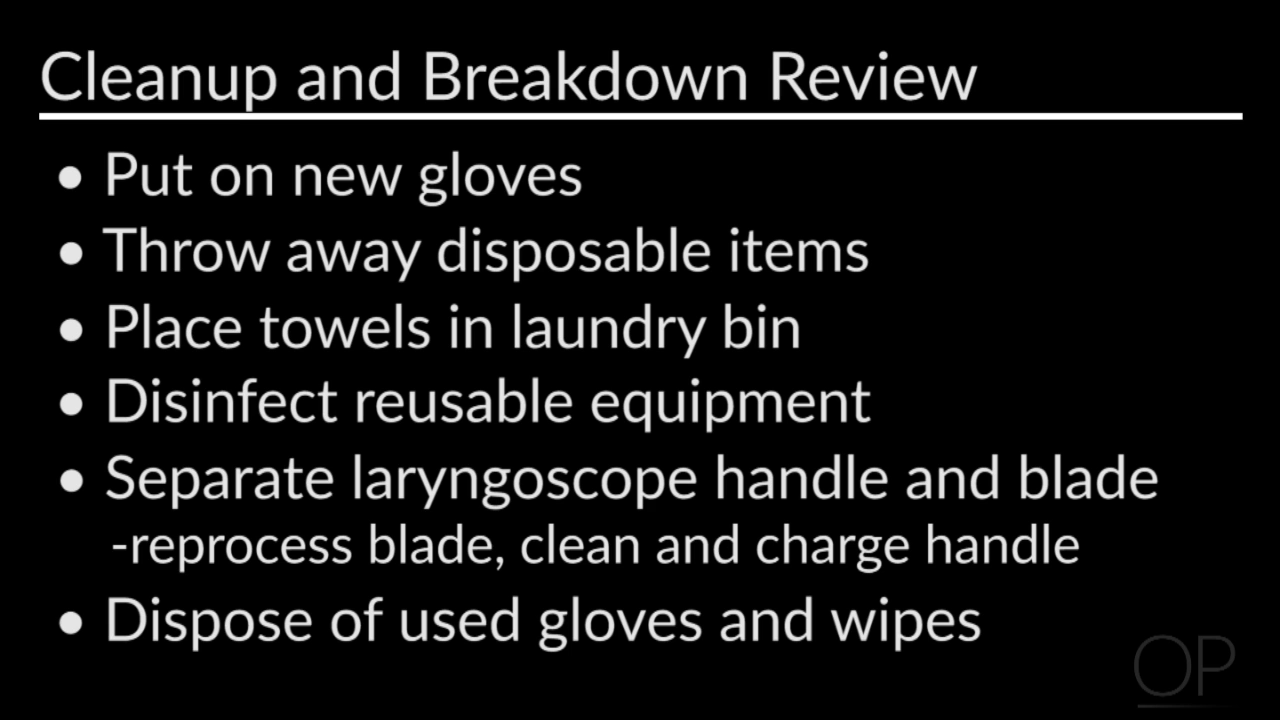 Cleanup and Breakdown Review
• Put on new gloves
• Throw away disposable items
• Place towels in laundry bin
• Disinfect reusable equipment
• Separate laryngoscope handle and blade
-reprocess blade, clean and charge handle
• Dispose of used gloves and wipes
OP